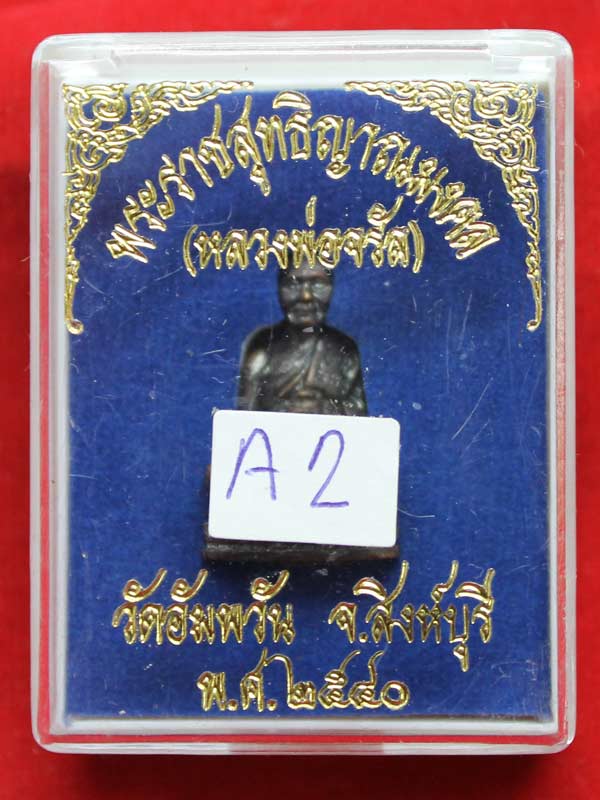 พระราชสุทธิญาณมงคล
(หลวงพ่อจรัล)
A2
วัดอัมพวัน จ.สิงห์บุรี
พ.ศ.๒๕๔๐